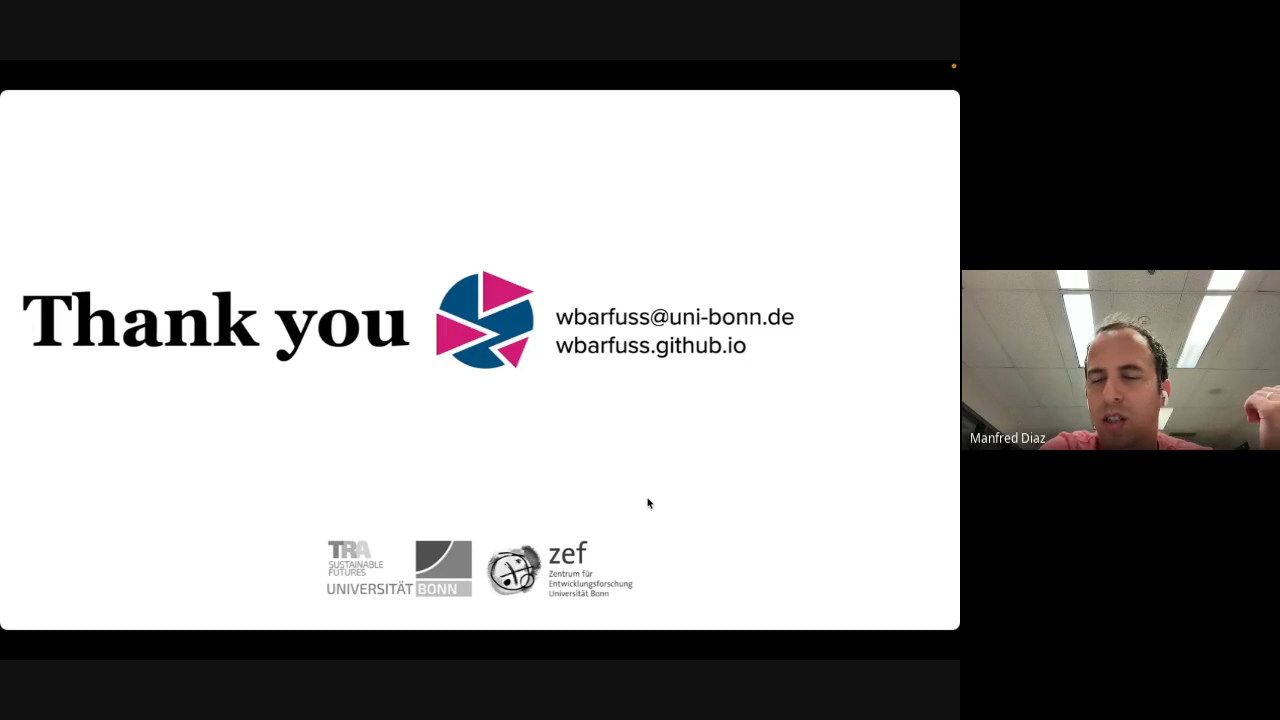 Thank you
wbarfuss@uni-bonn.de
wbarfuss.github.io
Manfred Diaz
TRA
SUSTAINABLE
FUTURES
UNIVERSITÄT BONN
zef
Zentrum für
Entwicklungsforschung
Universität Bonn